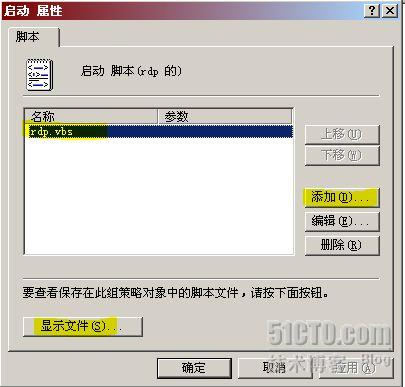 启动 属性
脚本
启动 脚本(rdp 的)
名称 参数
rdp.vbs
上移(U)
下移(W)
添加(D)...
编辑(E)...
删除(R)
要查看保存在此组策略对象中的脚本文件，请按下面按钮。
显示文件(S)...
51CTO.com
技术博客 Blog
确定 取消 应用(A)